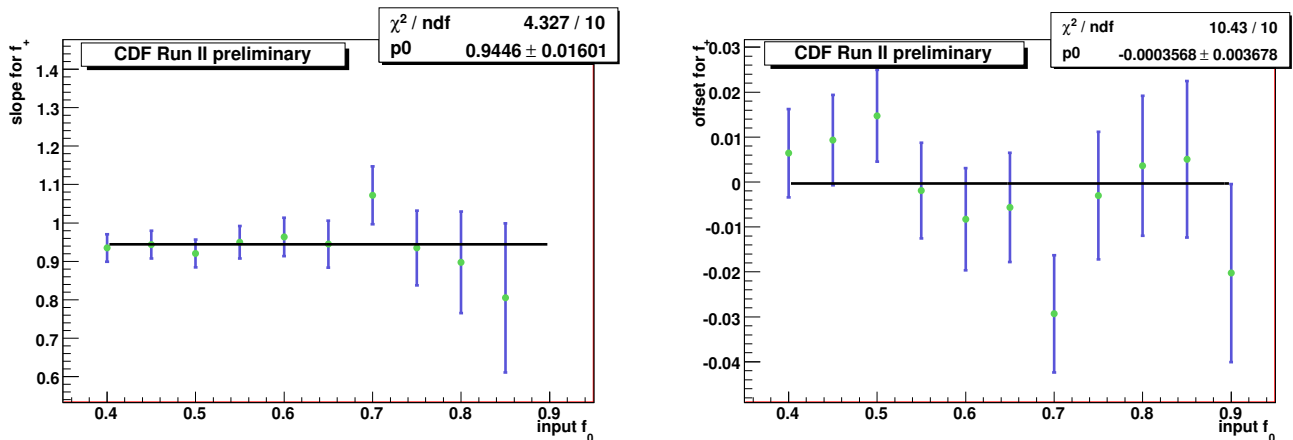 χ² / ndf 4.327 / 10
p0 0.9446 ± 0.01601
CDF Run II preliminary
slope for f₊
1.4
1.3
1.2
1.1
1
0.9
0.8
0.7
0.6
0.4 0.5 0.6 0.7 0.8 0.9
input f₀
χ² / ndf 10.43 / 10
p0 -0.0003568 ± 0.003678
CDF Run II preliminary
offset for f₊
0.03
0.02
0.01
0
-0.01
-0.02
-0.03
-0.04
0.4 0.5 0.6 0.7 0.8 0.9
input f₀